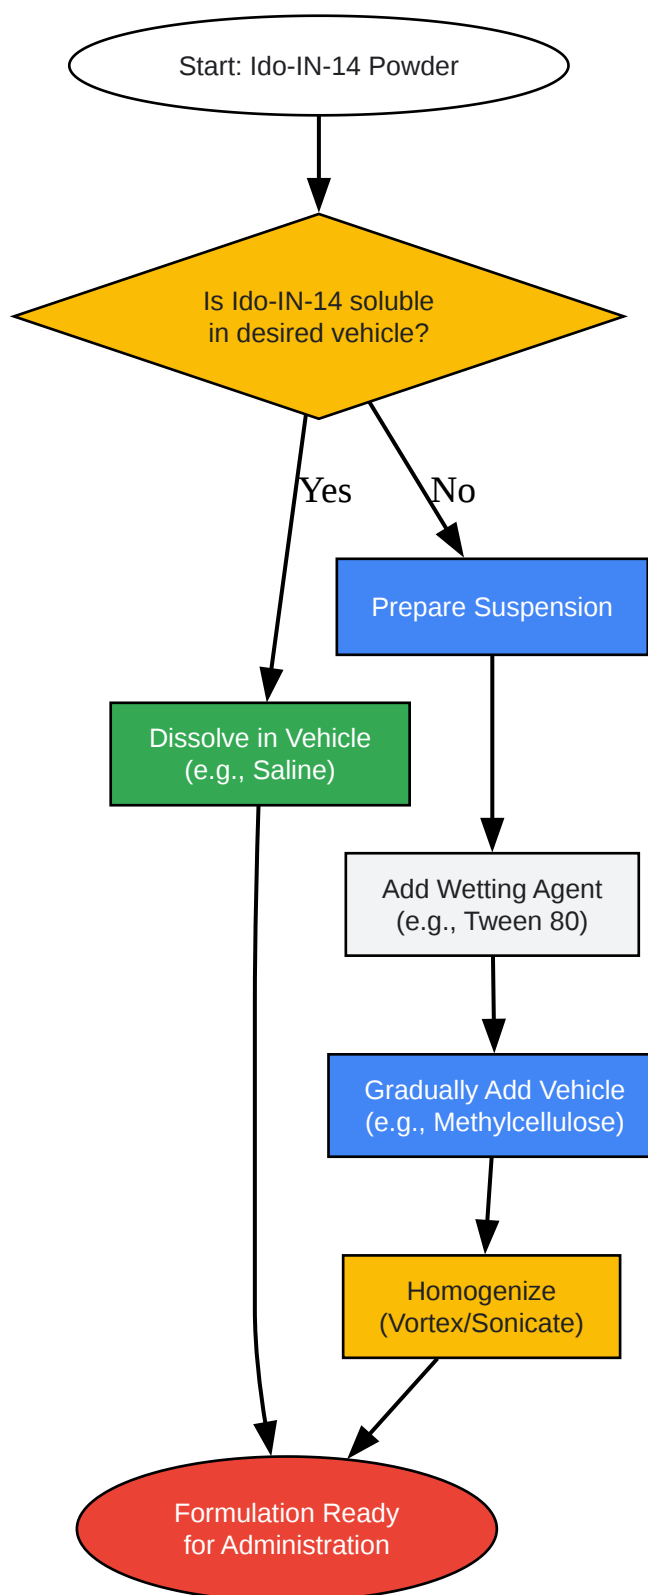 Start: Ido-IN-14 Powder
Is Ido-IN-14 soluble
in desired vehicle?
Yes
No
Prepare Suspension
Dissolve in Vehicle
(e.g., Saline)
Add Wetting Agent
(e.g., Tween 80)
Gradually Add Vehicle
(e.g., Methylcellulose)
Homogenize
(Vortex/Sonicate)
Formulation Ready
for Administration